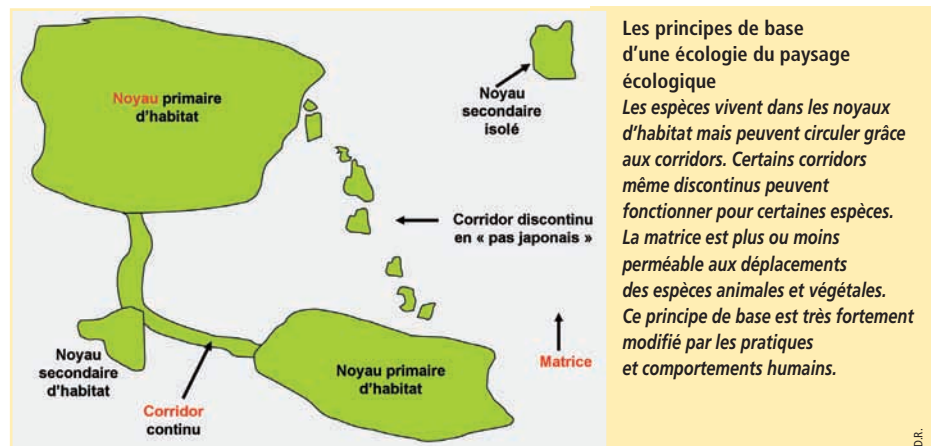 Noyau primaire
d'habitat
Noyau
secondaire
isolé
Corridor discontinu
en « pas japonais »
Noyau
secondaire
d'habitat
Corridor
continu
Noyau primaire
d'habitat
Matrice
Les principes de base
d'une écologie du paysage
écologique
Les espèces vivent dans les noyaux
d'habitat mais peuvent circuler grâce
aux corridors. Certains corridors
même discontinus peuvent
fonctionner pour certaines espèces.
La matrice est plus ou moins
perméable aux déplacements
des espèces animales et végétales.
Ce principe de base est très fortement
modifié par les pratiques
et comportements humains.
D.R.